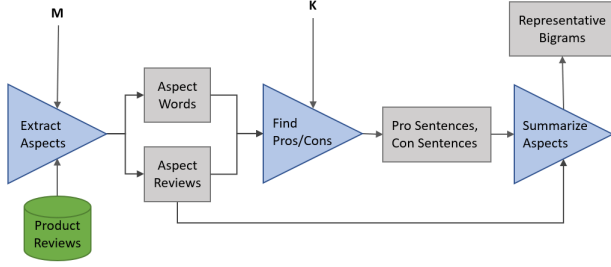 M
K
Representative
Bigrams
Extract
Aspects
Aspect
Words
Aspect
Reviews
Find
Pros/Cons
Pro Sentences,
Con Sentences
Summarize
Aspects
Product
Reviews